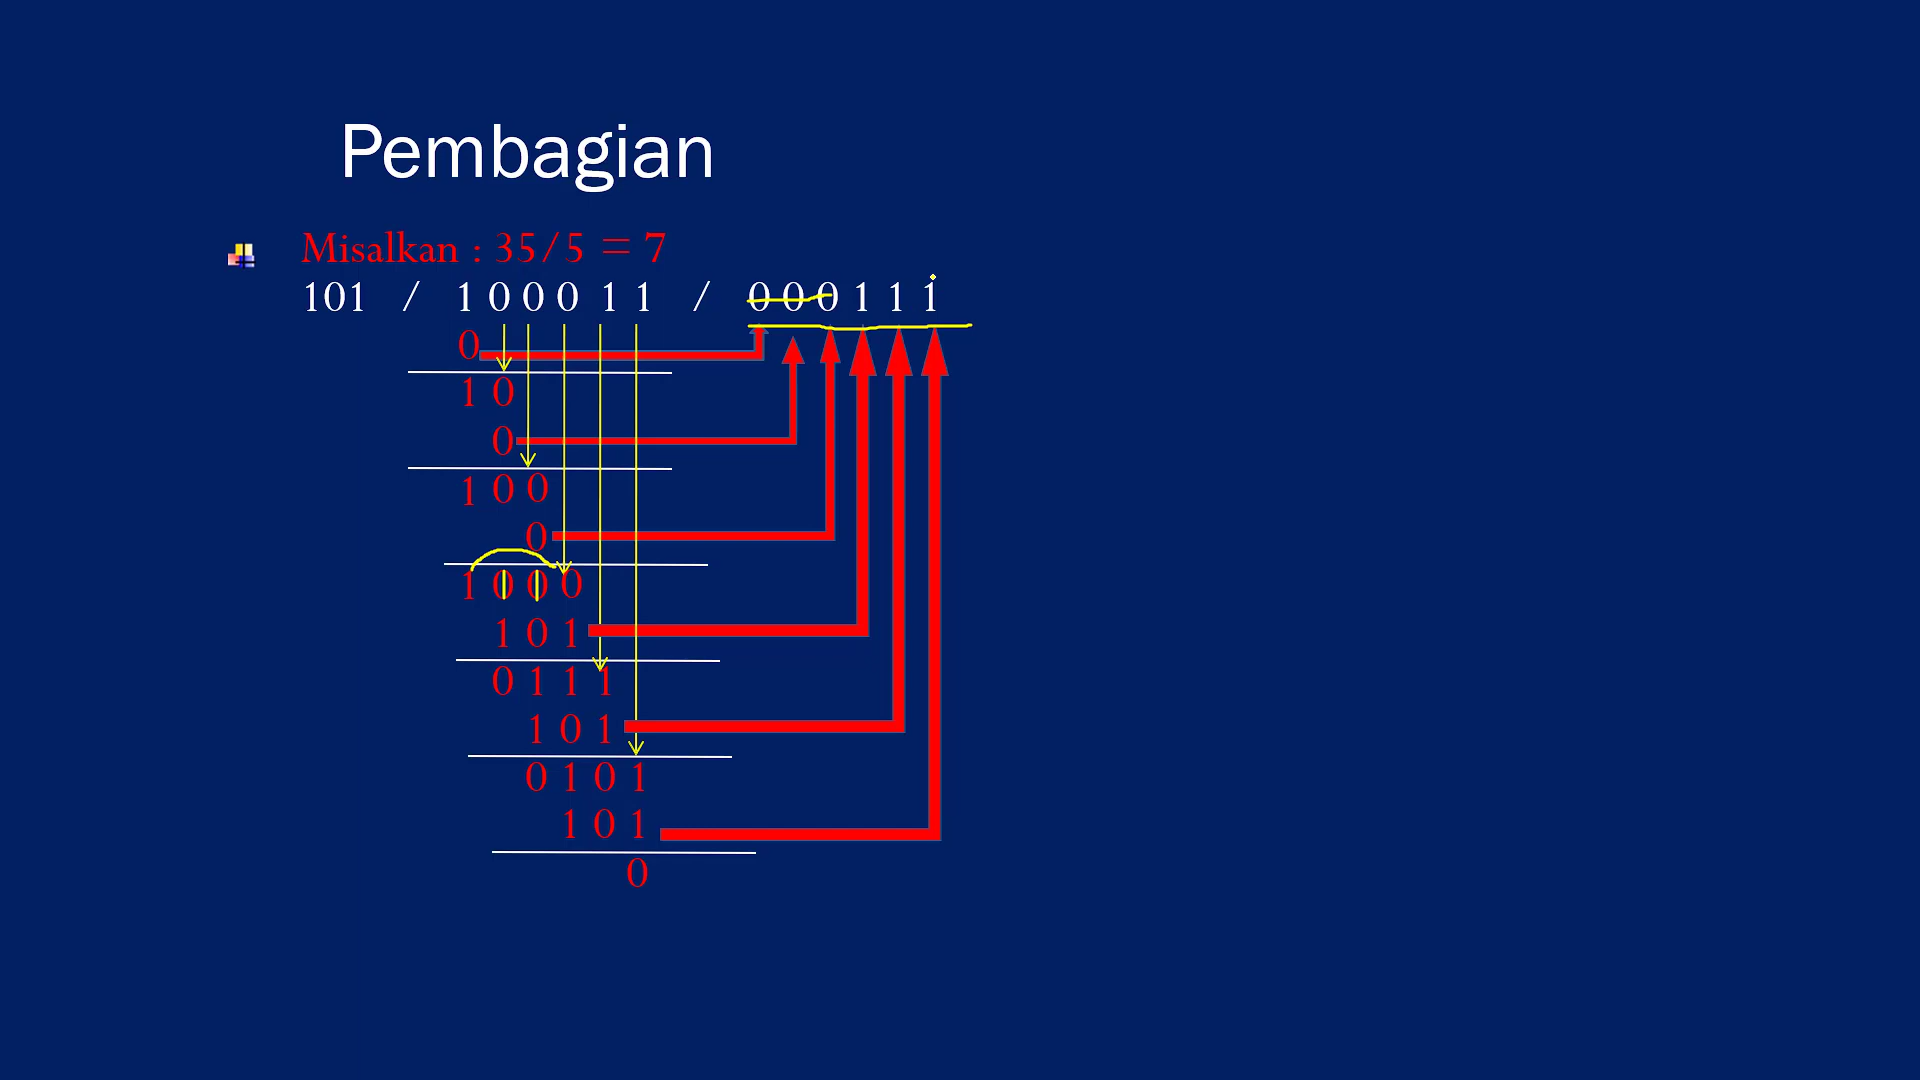 Pembagian
Misalkan : 35/5 = 7
101 / 1 0 0 0 1 1 / 0 0 0 1 1 1
0
1 0
0
1 0 0
0
1 0 0 0
1 0 1
0 1 1 1
1 0 1
0 1 0 1
1 0 1
0